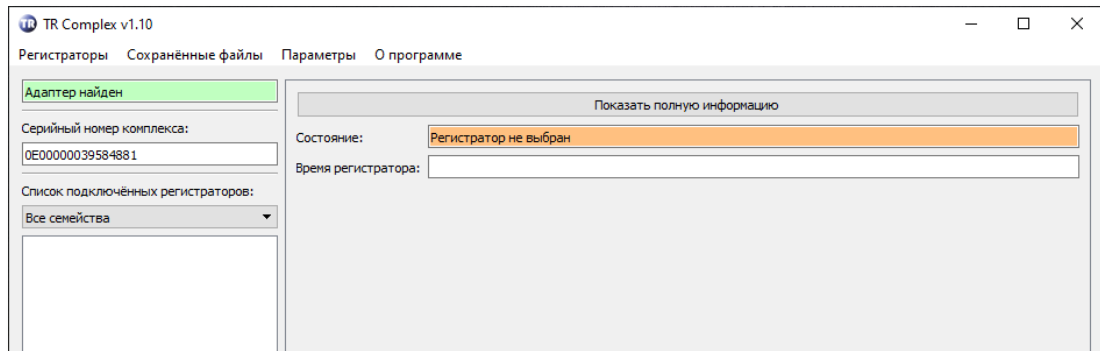 TR TR Complex v1.10
Регистраторы Сохранённые файлы Параметры О программе
Адаптер найден
Серийный номер комплекса:
0E00000039584881
Список подключённых регистраторов:
Все семейства
Показать полную информацию
Состояние: Регистратор не выбран
Время регистратора: